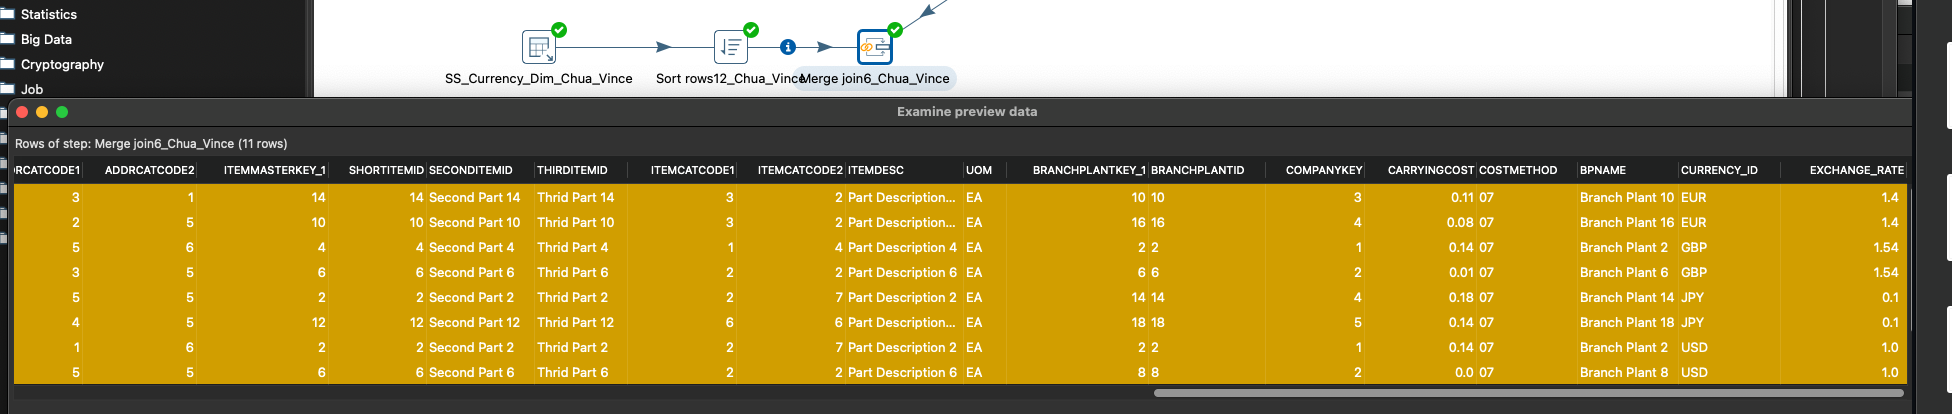 Statistics
Big Data
Cryptography
Job
SS_Currency_Dim_Chua_Vince Sort rows12_Chua_Vince Merge join6_Chua_Vince
Examine preview data
Rows of step: Merge join6_Chua_Vince (11 rows)
RCATCODE1 ADDRCATCODE2 ITEMMASTERKEY_1 SHORTITEMID SECONDITEMID THIRDITEMID ITEMCATCODE1 ITEMCATCODE2 ITEMDESC UOM BRANCHPLANTKEY_1 BRANCHPLANTID COMPANYKEY CARRYINGCOST COSTMETHOD BPNAME CURRENCY_ID EXCHANGE_RATE
3 1 14 14 Second Part 14 Thrid Part 14 3 2 Part Description... EA 10 10 3 0.11 07 Branch Plant 10 EUR 1.4
2 5 10 10 Second Part 10 Thrid Part 10 3 2 Part Description... EA 16 16 4 0.08 07 Branch Plant 16 EUR 1.4
5 6 4 4 Second Part 4 Thrid Part 4 1 4 Part Description 4 EA 2 2 1 0.14 07 Branch Plant 2 GBP 1.54
3 5 6 6 Second Part 6 Thrid Part 6 2 2 Part Description 6 EA 6 6 2 0.01 07 Branch Plant 6 GBP 1.54
5 5 2 2 Second Part 2 Thrid Part 2 2 7 Part Description 2 EA 14 14 4 0.18 07 Branch Plant 14 JPY 0.1
4 5 12 12 Second Part 12 Thrid Part 12 6 6 Part Description... EA 18 18 5 0.14 07 Branch Plant 18 JPY 0.1
1 6 2 2 Second Part 2 Thrid Part 2 2 7 Part Description 2 EA 2 2 1 0.14 07 Branch Plant 2 USD 1.0
5 5 6 6 Second Part 6 Thrid Part 6 2 2 Part Description 6 EA 8 8 2 0.0 07 Branch Plant 8 USD 1.0